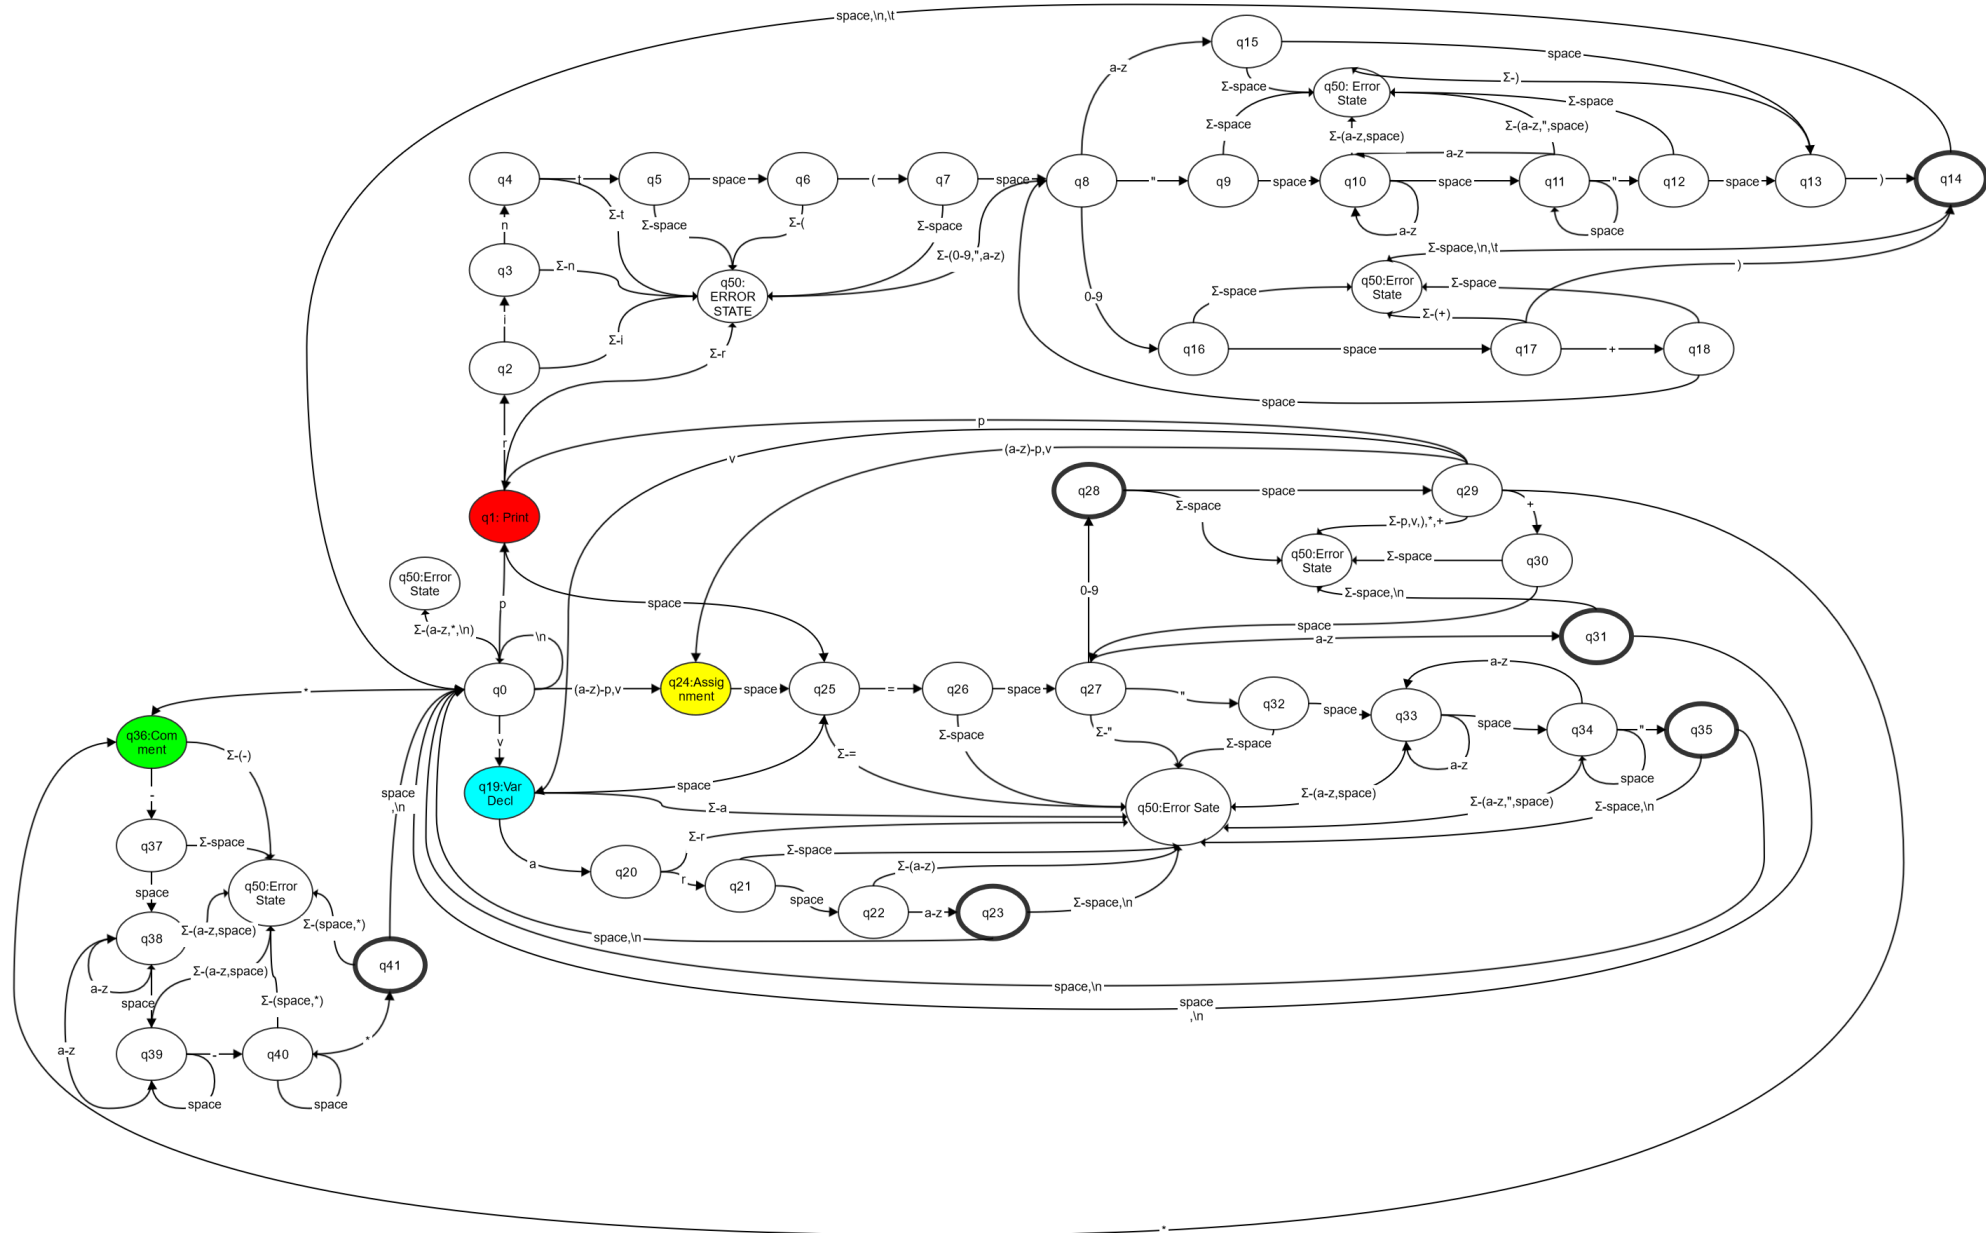 space,\n,\t
q15
space
a-z
Σ-)
Σ-space
q50: Error
State
Σ-space
Σ-space
Σ-(a-z,space)
Σ-(a-z,",space)
a-z
q4
t
q5
space
q6
(
q7
space
q8
"
q9
space
q10
space
q11
"
q12
space
q13
)
q14
Σ-t
Σ-space
Σ-(
Σ-space
a-z
space
n
Σ-space,\n,\t
Σ-(0-9,",a-z)
)
q3
Σ-n
q50:
ERROR
STATE
q50:Error
State
Σ-space
Σ-space
0-9
Σ-(+)
i
Σ-i
Σ-r
q2
q16
space
q17
+
q18
space
r
p
v
(a-z)-p,v
q28
space
q29
Σ-space
+
q1: Print
Σ-p,v,),*,+
q50:Error
State
q50:Error
State
Σ-space
q30
0-9
Σ-space,\n
p
space
space
Σ-(a-z,*,\n)
\n
a-z
q31
*
q0
(a-z)-p,v
q24:Assig
nment
space
q25
=
q26
space
q27
"
q32
space
q33
a-z
space
q34
"
q35
q36:Com
ment
Σ-(-)
v
Σ-=
Σ-space
Σ-"
Σ-space
a-z
space
q19:Var
Decl
space
space
,\n
Σ-a
q50:Error Sate
Σ-(a-z,space)
Σ-(a-z,",space)
Σ-space,\n
-
q37
Σ-space
Σ-r
a
q20
r
Σ-space
q21
Σ-(a-z)
space
q22
a-z
q23
Σ-space,\n
q50:Error
State
space
Σ-(a-z,space)
Σ-(space,*)
q38
space,\n
q41
Σ-(a-z,space)
a-z
space
Σ-(space,*)
space,\n
space
,\n
a-z
q39
-
q40
*
space
space
*